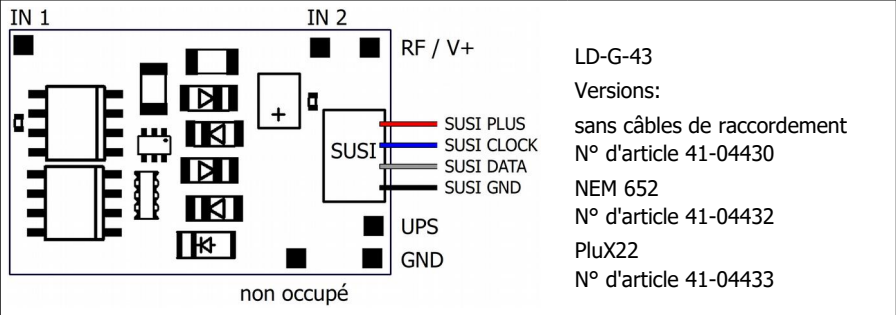 IN 1
IN 2
RF / V+
+
SUSI
SUSI PLUS
SUSI CLOCK
SUSI DATA
SUSI GND
UPS
GND
non occupé
LD-G-43
Versions:
sans câbles de raccordement
N° d'article 41-04430
NEM 652
N° d'article 41-04432
PluX22
N° d'article 41-04433